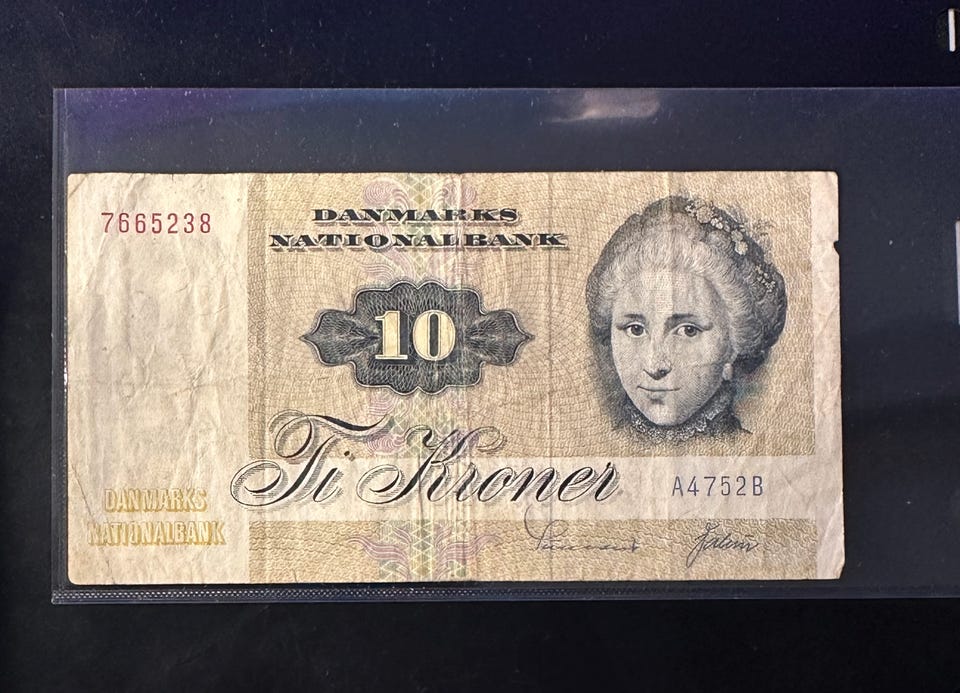 7665238
DANMARKS
NATIONALBANK
10
Ti Kroner
A4752B
DANMARKS
NATIONALBANK